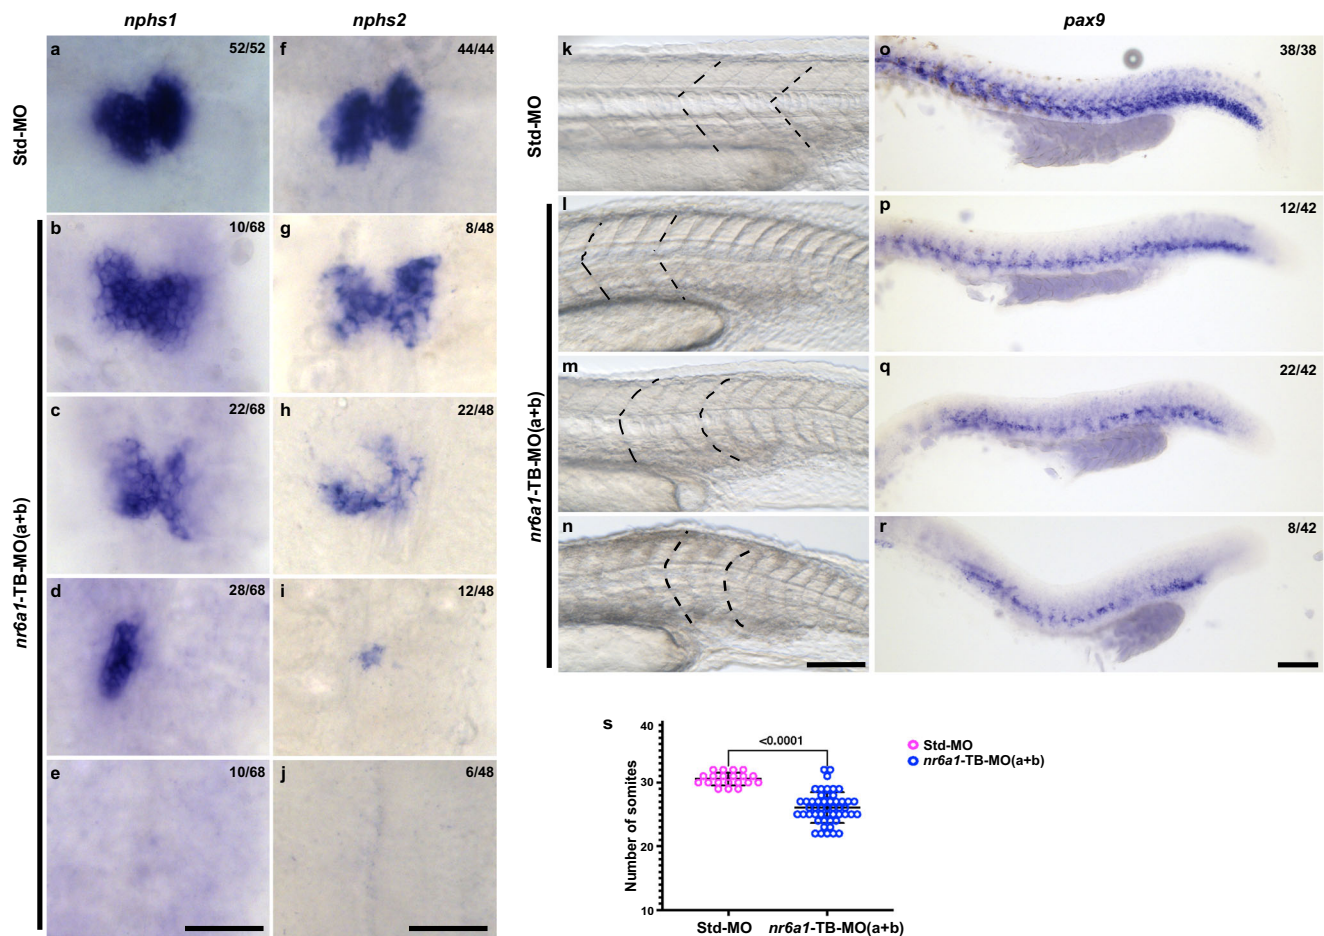 nphs1
nphs2
pax9
Std-MO
a 52/52
f 44/44
nr6a1-TB-MO(a+b)
b 10/68
g 8/48
c 22/68
h 22/48
d 28/68
i 12/48
e 10/68
j 6/48
Std-MO
k
o 38/38
nr6a1-TB-MO(a+b)
l
p 12/42
m
q 22/42
n
r 8/42
s
Number of somites
40
30
20
10
<0.0001
Std-MO
nr6a1-TB-MO(a+b)
Std-MO
nr6a1-TB-MO(a+b)